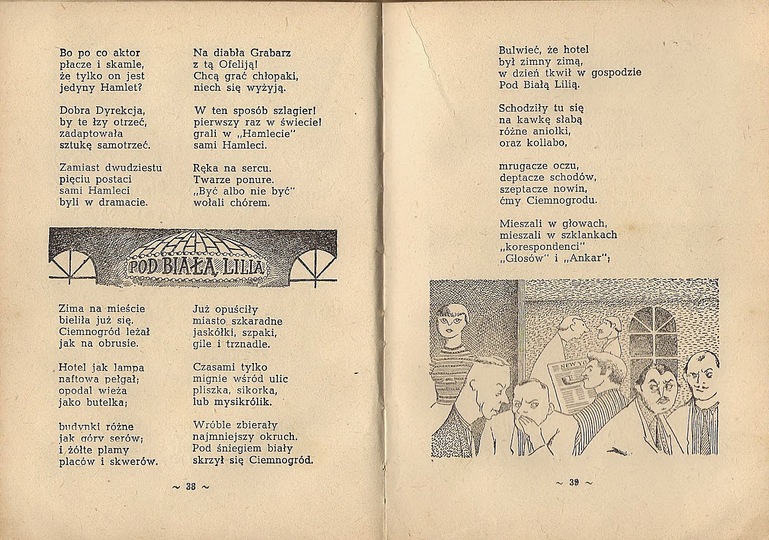 Bo po co aktor
płacze i skamle,
że tylko on jest
jedyny Hamlet?
Dobra Dyrekcja,
by te łzy otrzeć,
zadaptowała
sztukę samotrzeć.
Zamiast dwudziestu
pięciu postaci
sami Hamleci
byli w dramacie.
Na diabła Grabarz
z tą Ofelją!
Chcą grać chłopaki,
niech się wyżyją.
W ten sposób szlagier!
pierwszy raz w świecie!
grali w „Hamlecie"
sami Hamleci.
Ręka na sercu.
Twarze ponure.
„Być albo nie być"
wołali chórem.
POD BIAŁĄ LILIĄ
Zima na mieście
bieliła już się.
Ciemnogród leżał
jak na obrusie.
Hotel jak lampa
naftowa pełgał;
opodal wieża
jako butelka;
budynki różne
jak góry serów;
i żółte plamy
placów i skwerów.
Już opuściły
miasto szkaradne
jaskółki, szpaki,
gile i trznadle.
Czasami tylko
mignie wśród ulic
pliszka, sikorka,
lub mysikrólik.
Wróble zbierały
najmniejszy okruch.
Pod śniegiem biały
skrzył się Ciemnogród.
~ 38 ~
Bulwieć, że hotel
był zimny zimą,
w dzień tkwił w gospodzie
Pod Białą Lilią.
Schodziły tu się
na kawkę słabą
różne aniołki,
oraz kollabo,
mrugacze oczu,
deptacze schodów,
szeptacze nowin,
ćmy Ciemnogrodu.
Mieszali w głowach,
mieszali w szklankach
„korespondenci"
„Głosów" i „Ankar";
~ 39 ~